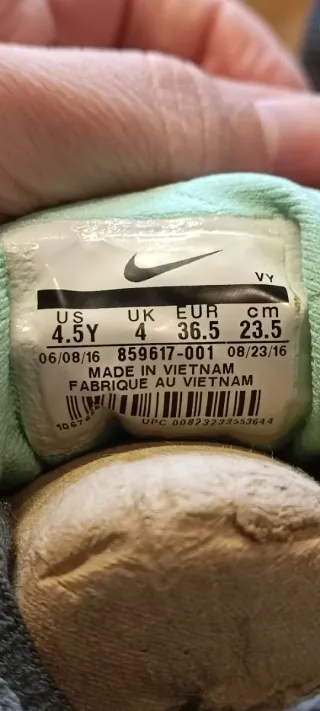 VY
US UK EUR cm
4.5Y 4 36.5 23.5
06/08/16 859617-001 08/23/16
MADE IN VIETNAM
FABRIQUE AU VIETNAM
UPC